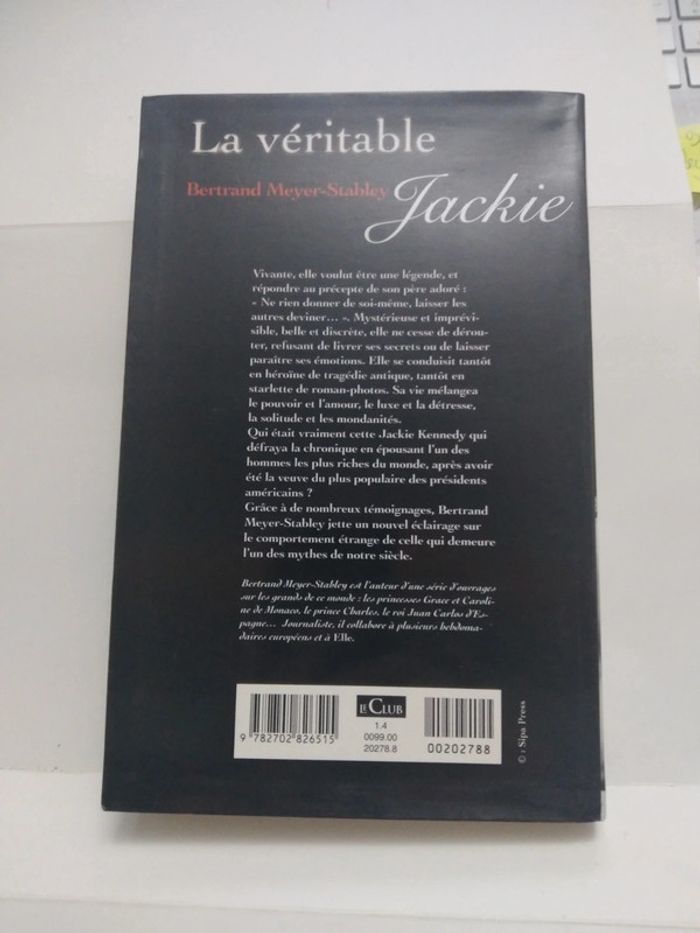 La véritable
Bertrand Meyer-Stabley
Jackie
Vivante, elle voulut être une légende, et
répondre au précepte de son père adoré :
« Ne rien donner de soi-même, laisser les
autres deviner... ». Mystérieuse et imprévi-
sible, belle et discrète, elle ne cesse de dérou-
ter, refusant de livrer ses secrets ou de laisser
paraître ses émotions. Elle se conduisit tantôt
en héroïne de tragédie antique, tantôt en
starlette de roman-photos. Sa vie mélangea
le pouvoir et l'amour, le luxe et la détresse,
la solitude et les mondanités.
Qui était vraiment cette Jackie Kennedy qui
défraya la chronique en épousant l'un des
hommes les plus riches du monde, après avoir
été la veuve du plus populaire des présidents
américains ?
Grâce à de nombreux témoignages, Bertrand
Meyer-Stabley jette un nouvel éclairage sur
le comportement étrange de celle qui demeure
l'un des mythes de notre siècle.
Bertrand Meyer-Stabley est l'auteur d'une série d'ouvrages
sur les grands de ce monde : les princesses Grace et Caroli-
ne de Monaco, le prince Charles, le roi Juan Carlos d'Es-
pagne... Journaliste, il collabore à plusieurs hebdoma-
daires européens et à Elle.
LE CLUB
1.4
0099.00
20278.8
9 782702 826515
00202788
© : Sipa Press